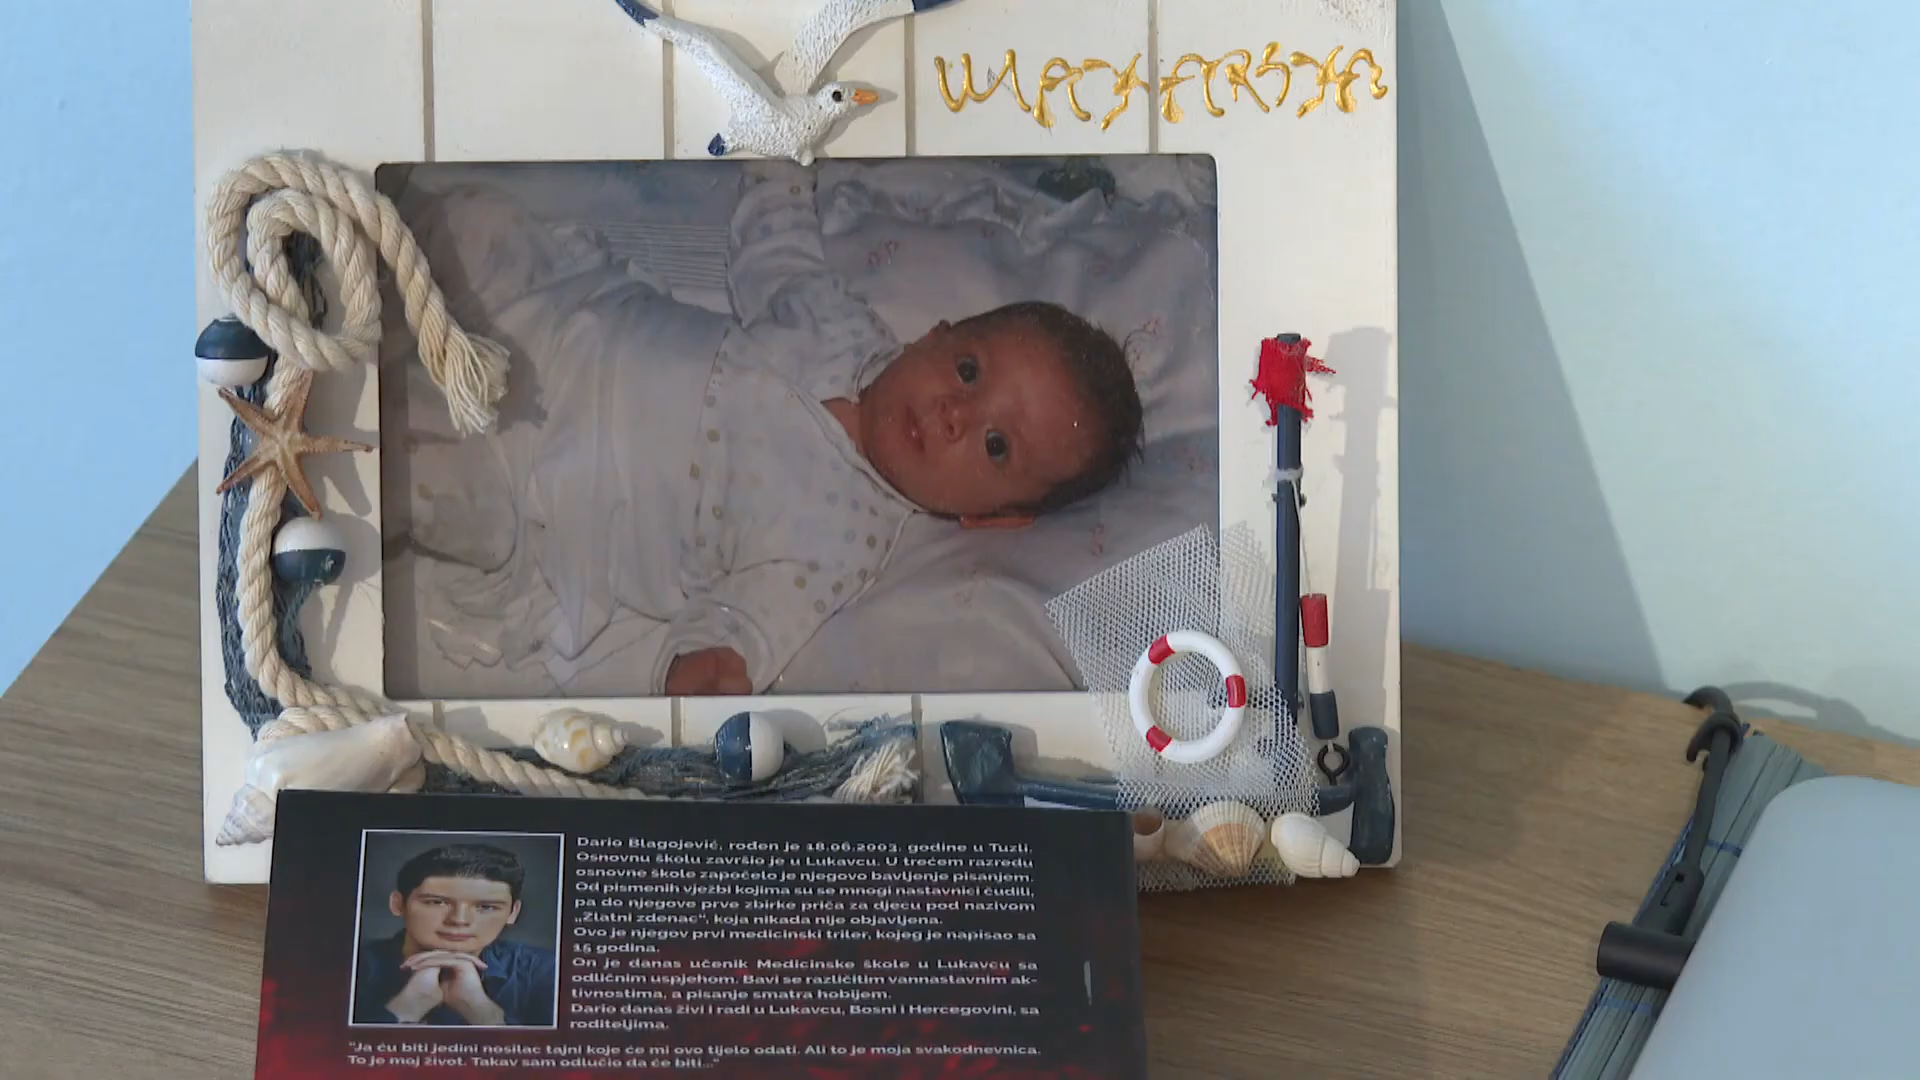 MAKARSKA
Dario Blagojević, rođen je 18.06.2003. godine u Tuzli.
Osnovnu školu završio je u Lukavcu. U trećem razredu
osnovne škole započelo je njegovo bavljenje pisanjem.
Od pismenih vježbi kojima su se mnogi nastavnici čudili,
pa do njegove prve zbirke priča za djecu pod nazivom
„Zlatni zdenac“, koja nikada nije objavljena.
Ovo je njegov prvi medicinski triler, kojeg je napisao sa
15 godina.
On je danas učenik Medicinske škole u Lukavcu sa
odličnim uspjehom. Bavi se različitim vannastavnim ak-
tivnostima, a pisanje smatra hobijem.
Dario danas živi i radi u Lukavcu, Bosni i Hercegovini, sa
roditeljima.
"Ja ću biti jedini nosilac tajni koje će mi ovo tijelo odati. Ali to je moja svakodnevnica.
To je moj život. Takav sam odlučio da će biti..."